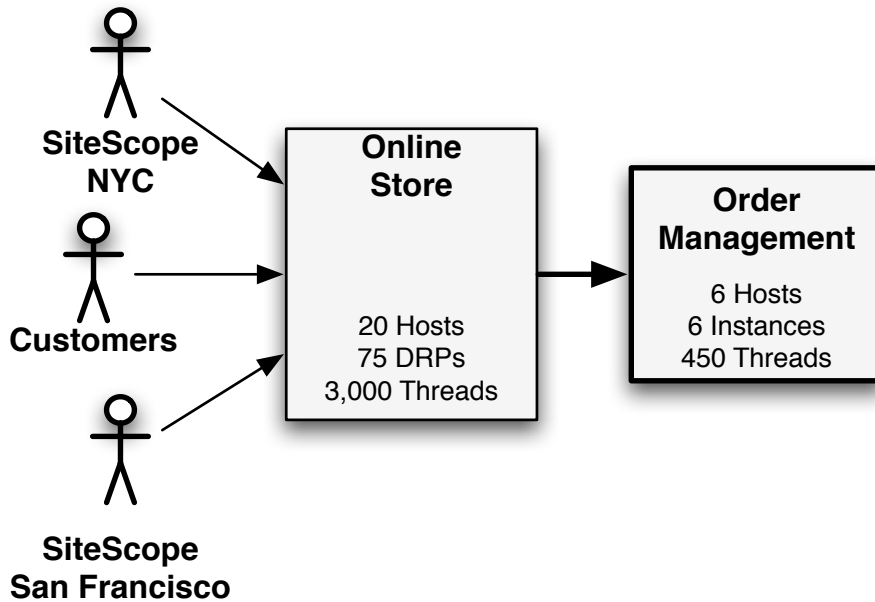 SiteScope
NYC
Customers
SiteScope
San Francisco
Online
Store
20 Hosts
75 DRPs
3,000 Threads
Order
Management
6 Hosts
6 Instances
450 Threads